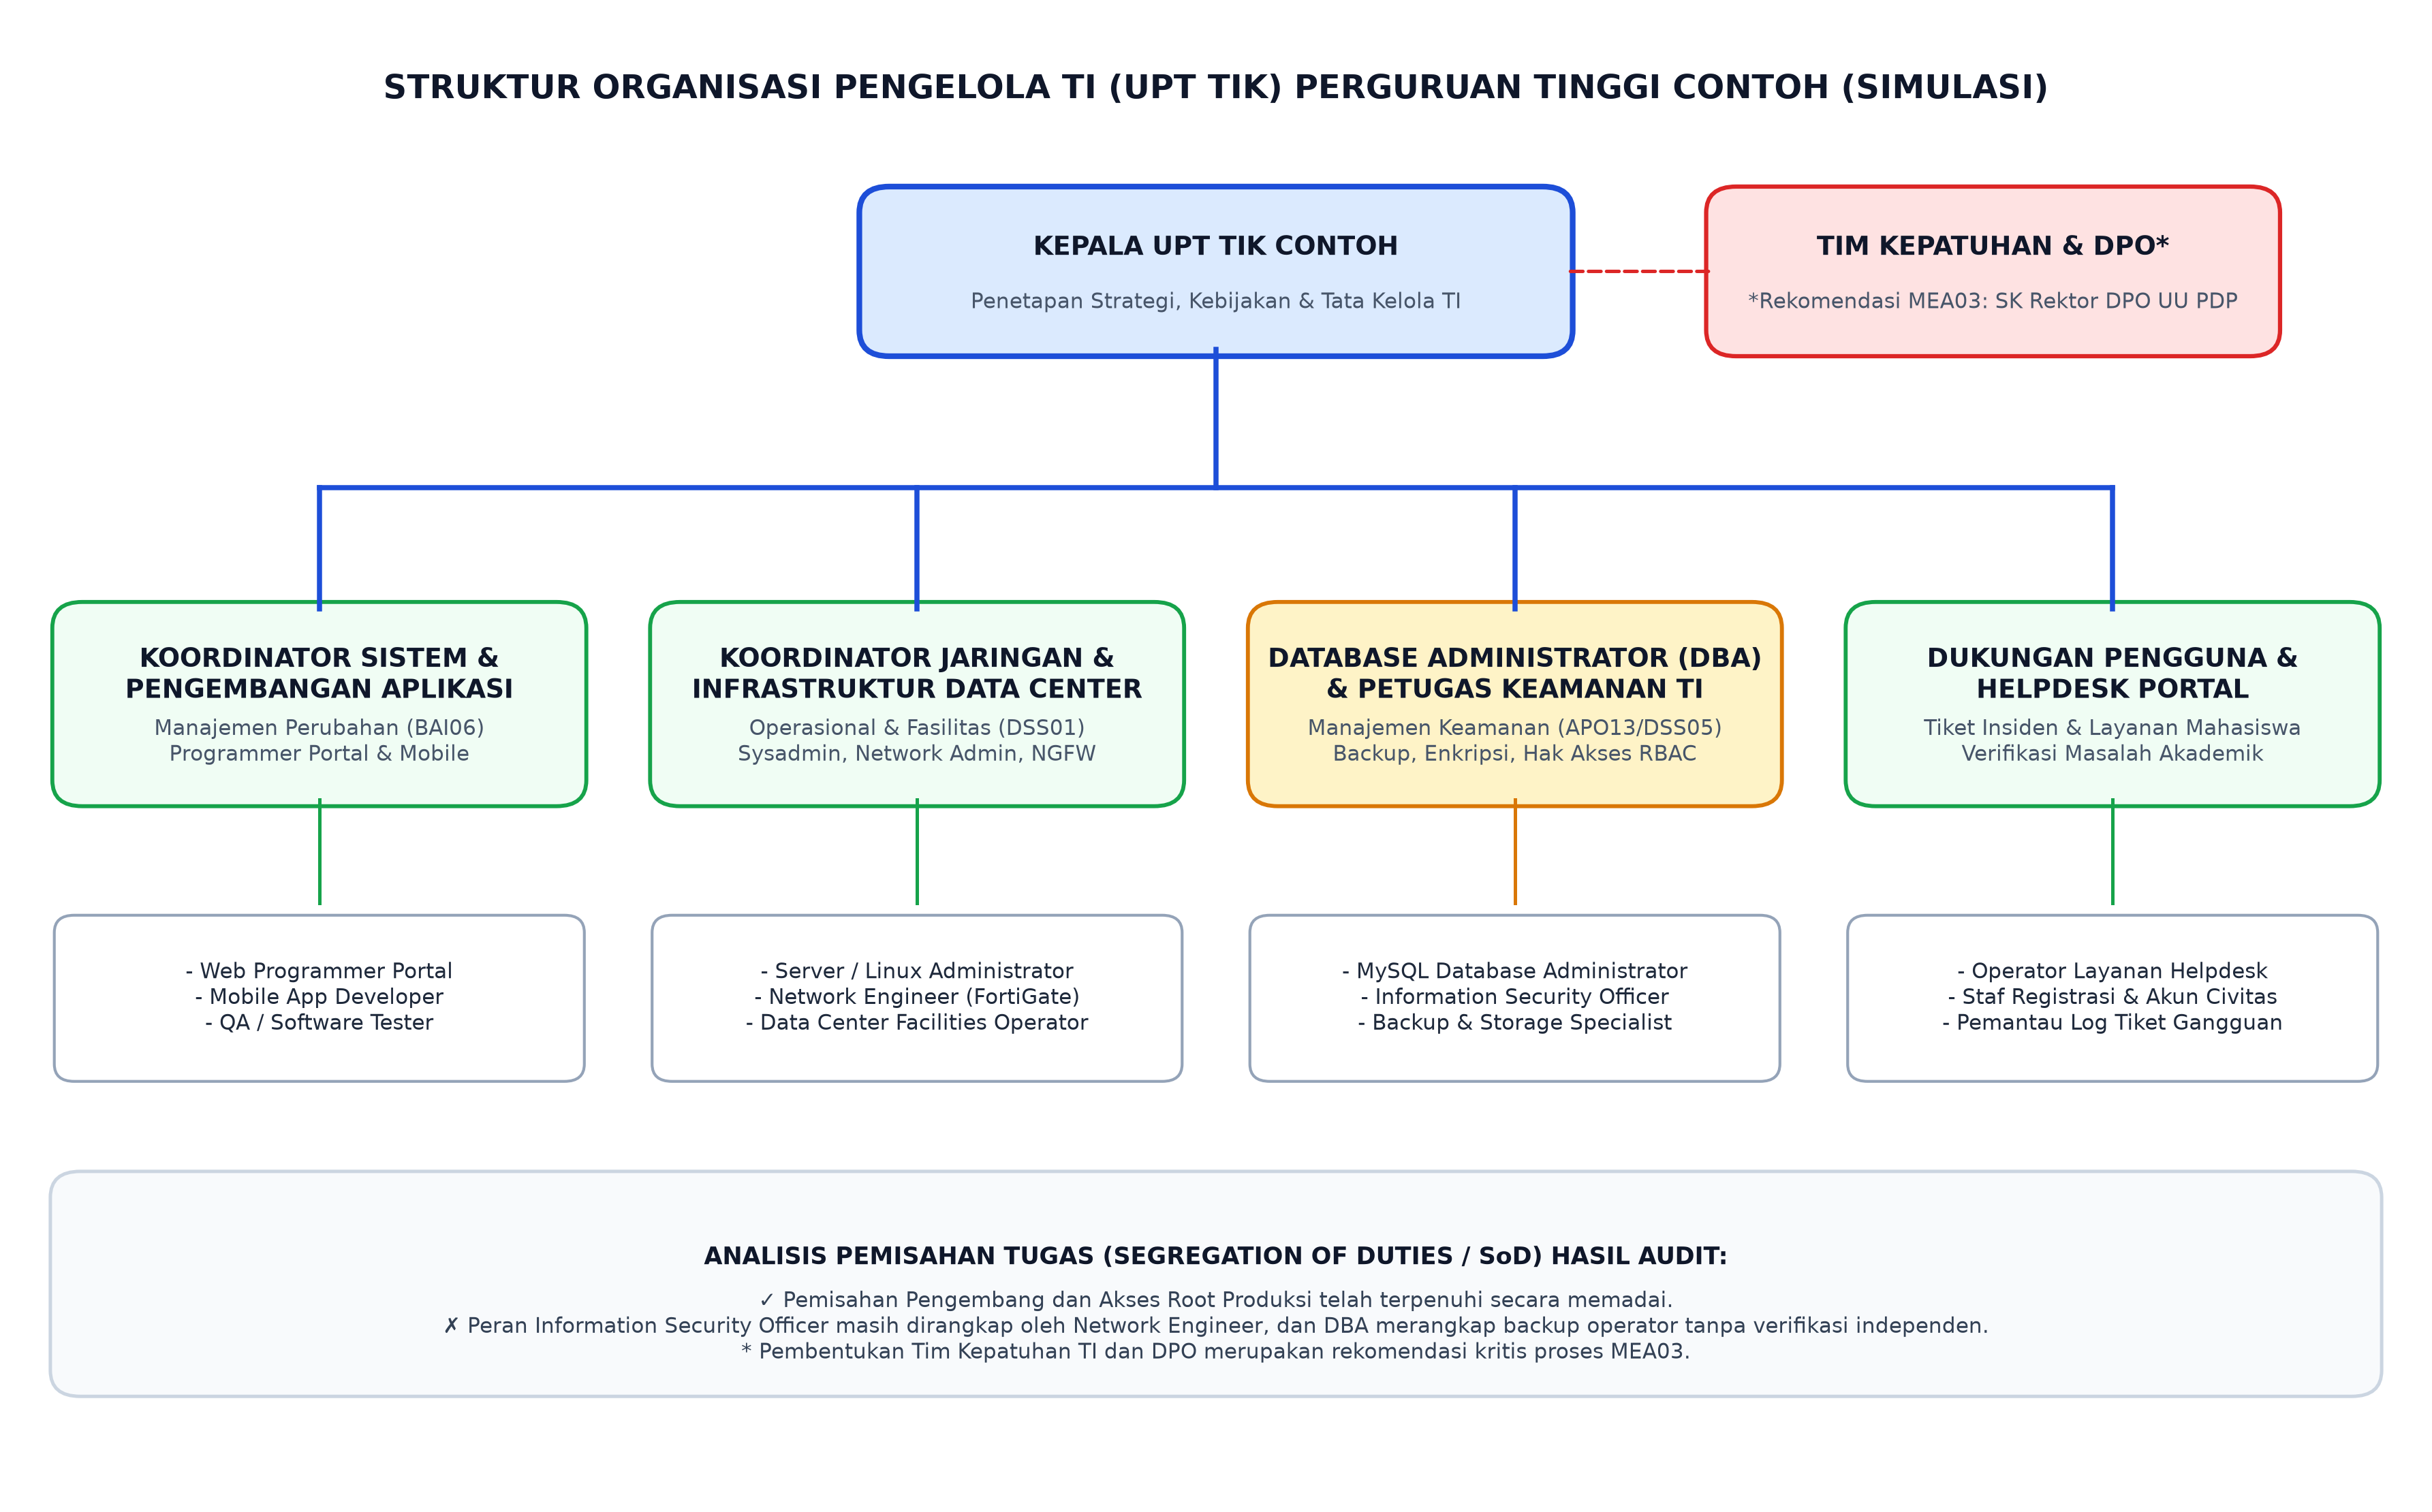 STRUKTUR ORGANISASI PENGELOLA TI (UPT TIK) PERGURUAN TINGGI CONTOH (SIMULASI)
KEPALA UPT TIK CONTOH
Penetapan Strategi, Kebijakan & Tata Kelola TI
TIM KEPATUHAN & DPO*
*Rekomendasi MEA03: SK Rektor DPO UU PDP
KOORDINATOR SISTEM &
PENGEMBANGAN APLIKASI
Manajemen Perubahan (BAI06)
Programmer Portal & Mobile
KOORDINATOR JARINGAN &
INFRASTRUKTUR DATA CENTER
Operasional & Fasilitas (DSS01)
Sysadmin, Network Admin, NGFW
DATABASE ADMINISTRATOR (DBA)
& PETUGAS KEAMANAN TI
Manajemen Keamanan (APO13/DSS05)
Backup, Enkripsi, Hak Akses RBAC
DUKUNGAN PENGGUNA &
HELPDESK PORTAL
Tiket Insiden & Layanan Mahasiswa
Verifikasi Masalah Akademik
- Web Programmer Portal
- Mobile App Developer
- QA / Software Tester
- Server / Linux Administrator
- Network Engineer (FortiGate)
- Data Center Facilities Operator
- MySQL Database Administrator
- Information Security Officer
- Backup & Storage Specialist
- Operator Layanan Helpdesk
- Staf Registrasi & Akun Civitas
- Pemantau Log Tiket Gangguan
ANALISIS PEMISAHAN TUGAS (SEGREGATION OF DUTIES / SoD) HASIL AUDIT:
✓ Pemisahan Pengembang dan Akses Root Produksi telah terpenuhi secara memadai.
✗ Peran Information Security Officer masih dirangkap oleh Network Engineer, dan DBA merangkap backup operator tanpa verifikasi independen.
* Pembentukan Tim Kepatuhan TI dan DPO merupakan rekomendasi kritis proses MEA03.